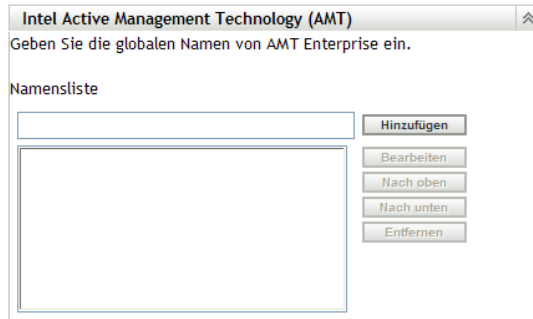 Intel Active Management Technology (AMT)
Geben Sie die globalen Namen von AMT Enterprise ein.
Namensliste
Hinzufügen
Bearbeiten
Nach oben
Nach unten
Entfernen